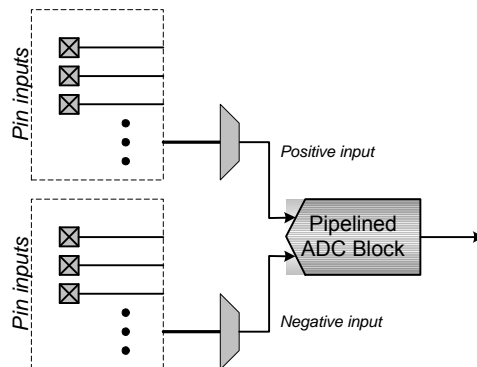 Pin inputs
Positive input
Pipelined
ADC Block
Pin inputs
Negative input